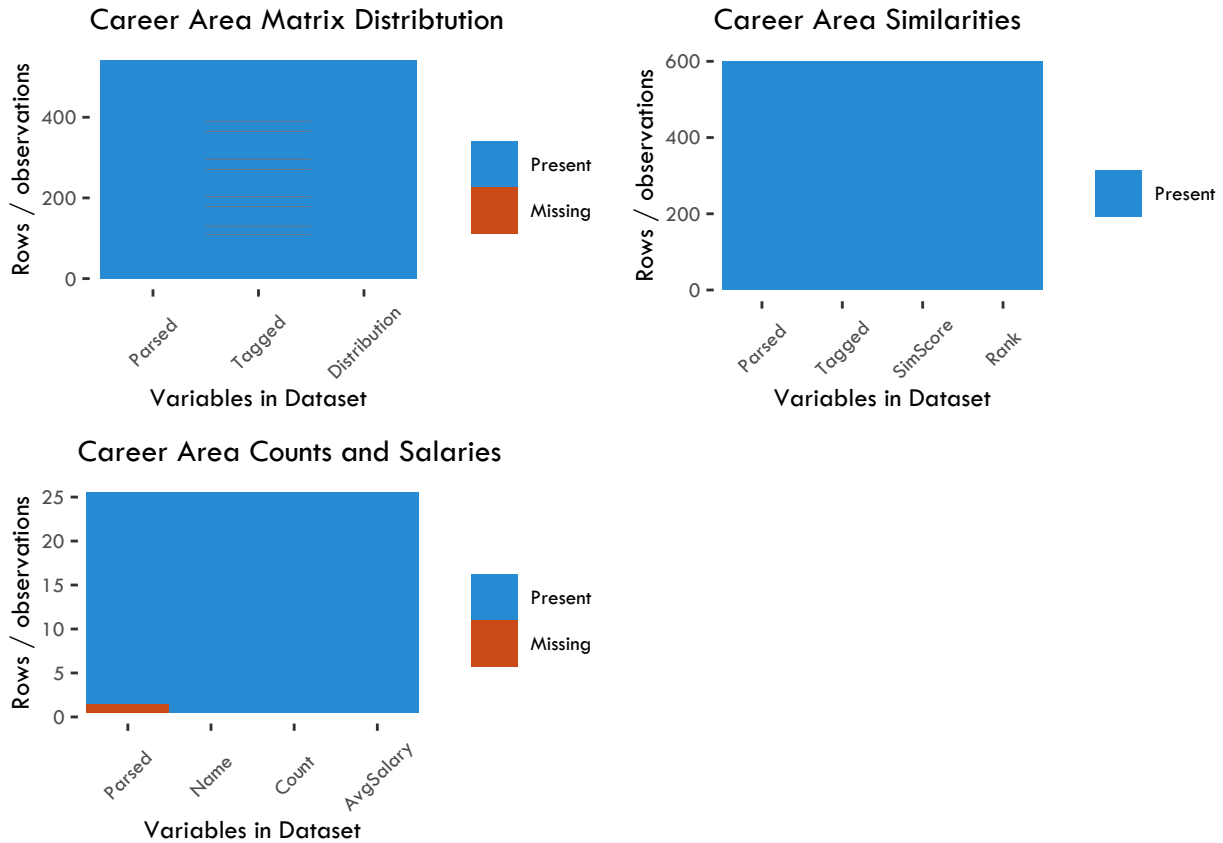 Career Area Matrix Distribtution
Rows / observations
400
200
0
Parsed
Tagged
Distribution
Variables in Dataset
Present
Missing
Career Area Similarities
Rows / observations
600
400
200
0
Parsed
Tagged
SimScore
Rank
Variables in Dataset
Present
Career Area Counts and Salaries
Rows / observations
25
20
15
10
5
0
Parsed
Name
Count
AvgSalary
Variables in Dataset
Present
Missing